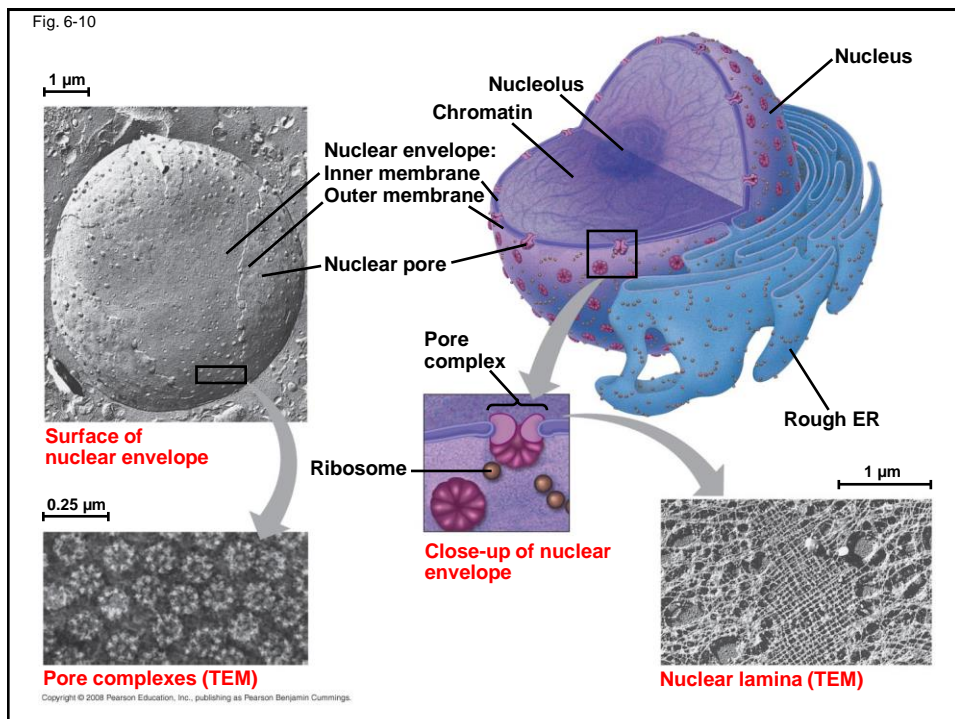 Fig. 6-10
1 µm
Nucleus
Nucleolus
Chromatin
Nuclear envelope:
Inner membrane
Outer membrane
Nuclear pore
Pore
complex
Rough ER
Surface of
nuclear envelope
Ribosome
1 µm
0.25 µm
Close-up of nuclear
envelope
Pore complexes (TEM)
Nuclear lamina (TEM)
Copyright © 2008 Pearson Education, Inc., publishing as Pearson Benjamin Cummings.